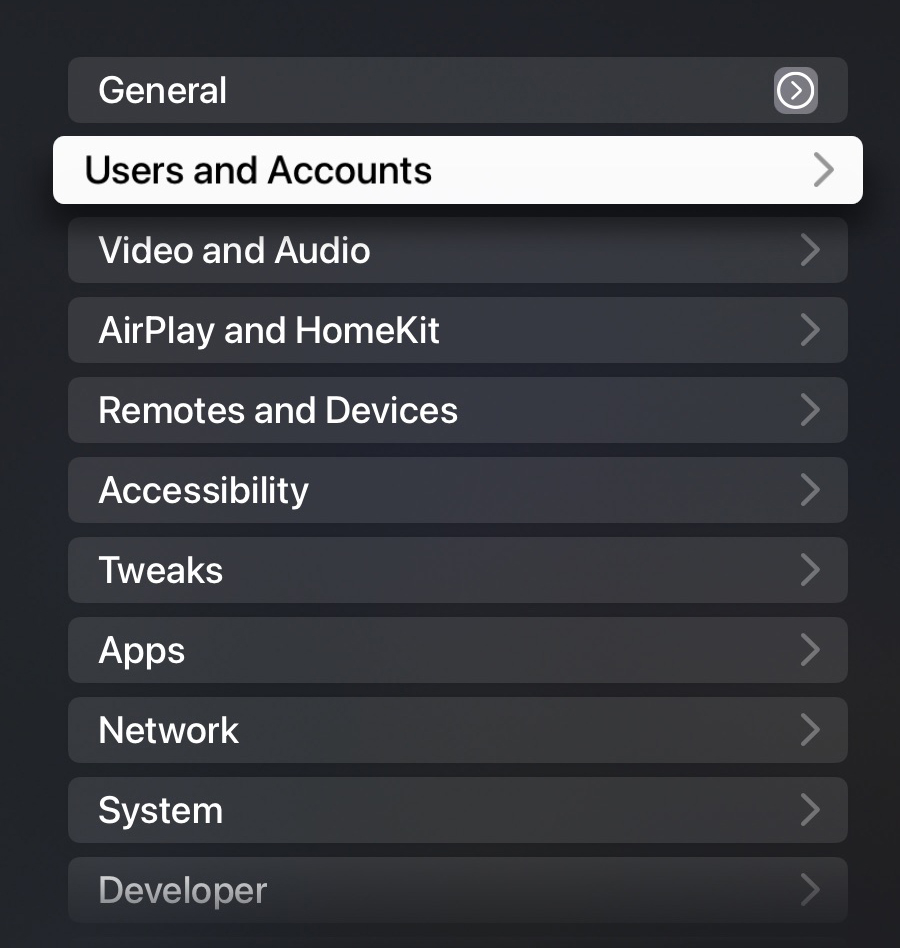 General
Users and Accounts
Video and Audio
AirPlay and HomeKit
Remotes and Devices
Accessibility
Tweaks
Apps
Network
System
Developer